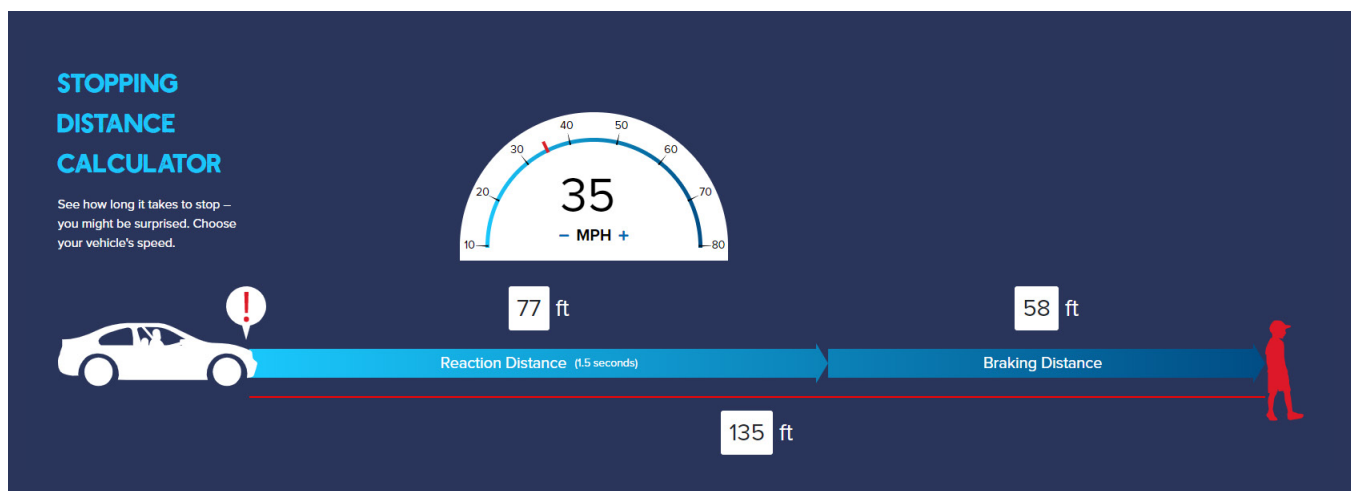 STOPPING
DISTANCE
CALCULATOR
See how long it takes to stop –
you might be surprised. Choose
your vehicle's speed.
10
20
30
40
50
60
70
80
35
– MPH +
!
77 ft
58 ft
Reaction Distance (1.5 seconds)
Braking Distance
135 ft